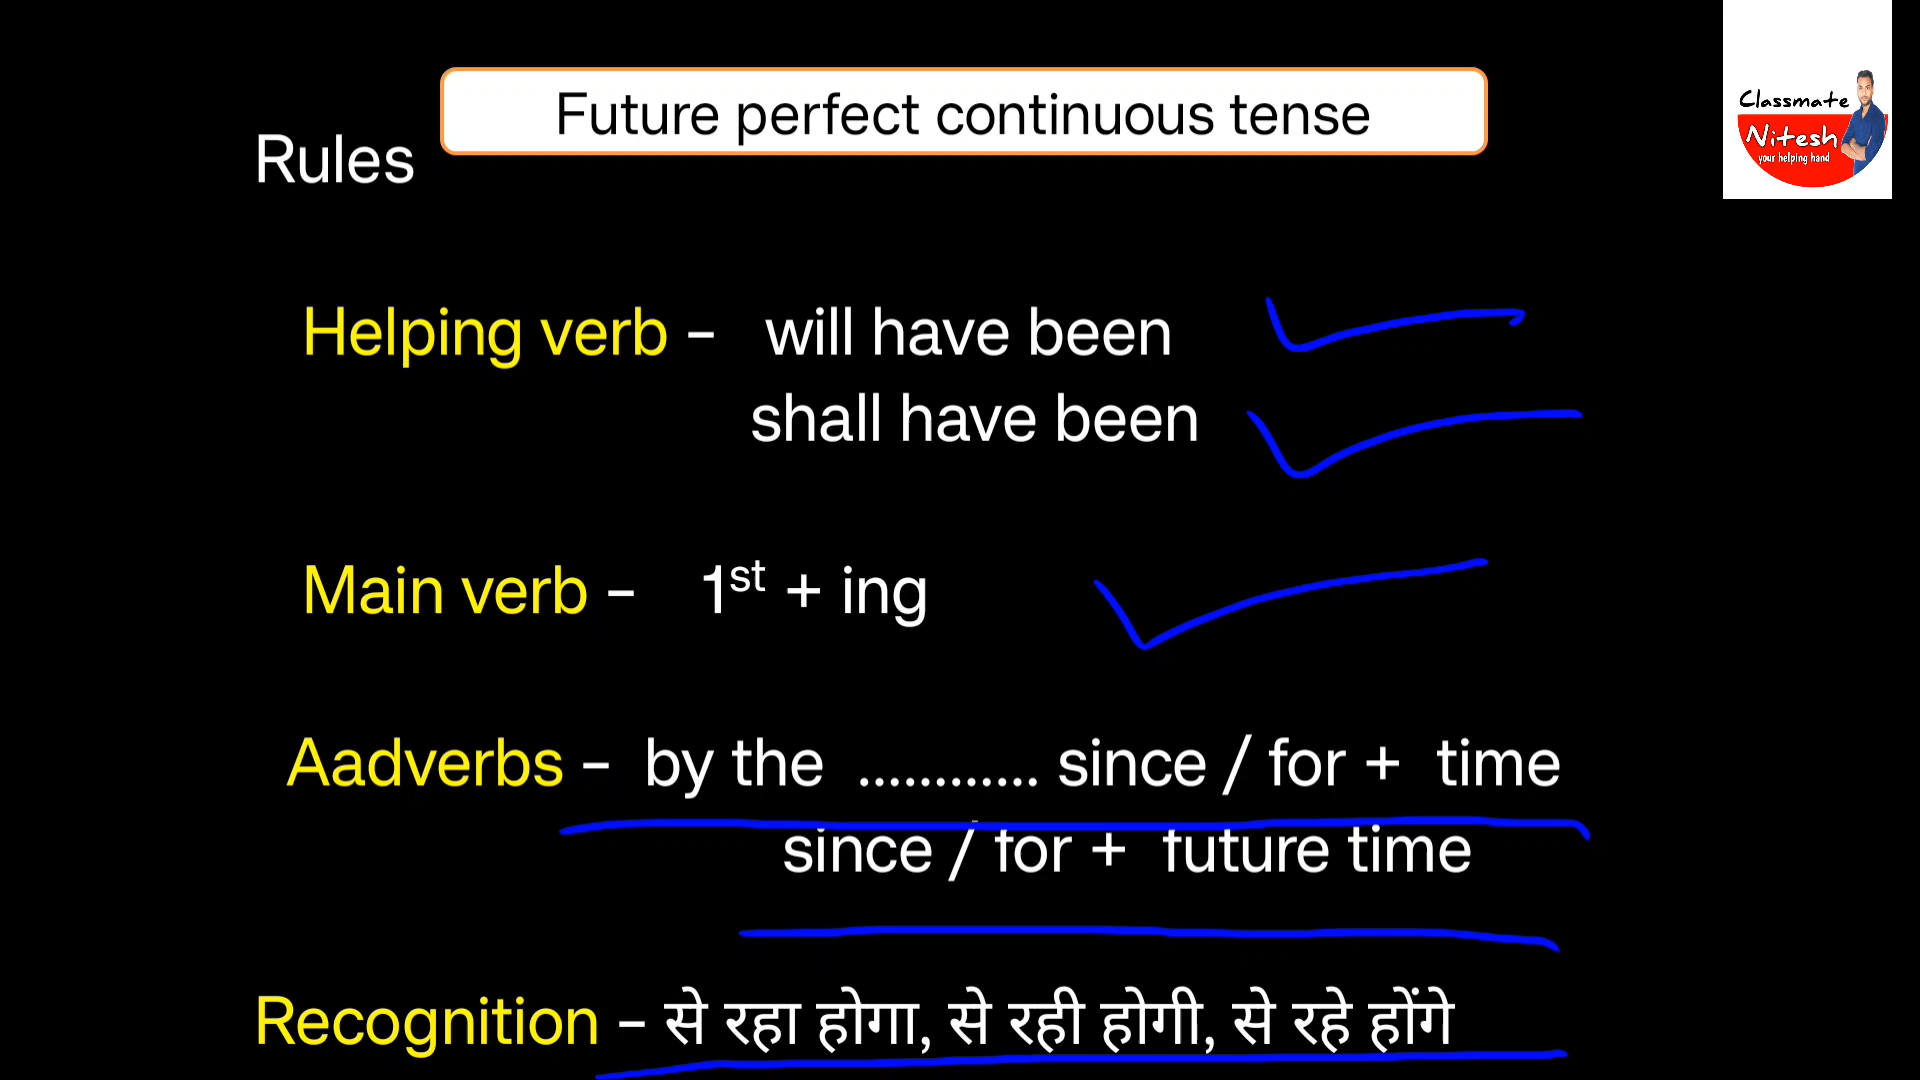 Future perfect continuous tense
Rules
Classmate
Nitesh
your helping hand
Helping verb - will have been
shall have been
Main verb - 1st + ing
Aadverbs - by the ............ since / for + time
since / for + future time
Recognition - से रहा होगा, से रही होगी, से रहे होंगे